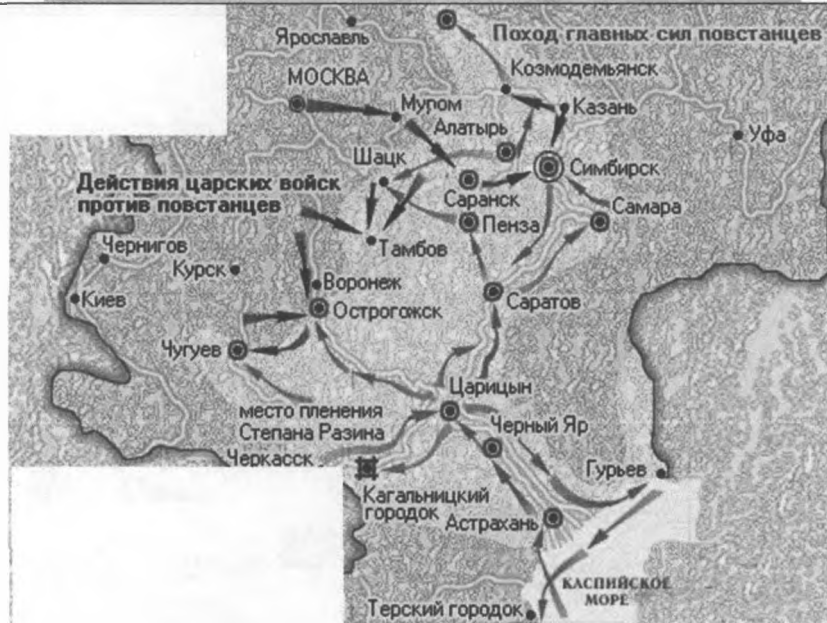 Ярославль
Поход главных сил повстанцев
Козмодемьянск
МОСКВА
Муром
Казань
Алатырь
Уфа
Шацк
Симбирск
Действия царских войск
против повстанцев
Саранск
Самара
Пенза
Тамбов
Чернигов
Курск
Воронеж
Киев
Острогожск
Саратов
Чугуев
Царицын
место пленения
Степана Разина
Черный Яр
Черкасск
Гурьев
Кагальницкий
городок
Астрахань
КАСПИЙСКОЕ
МОРЕ
Терский городок